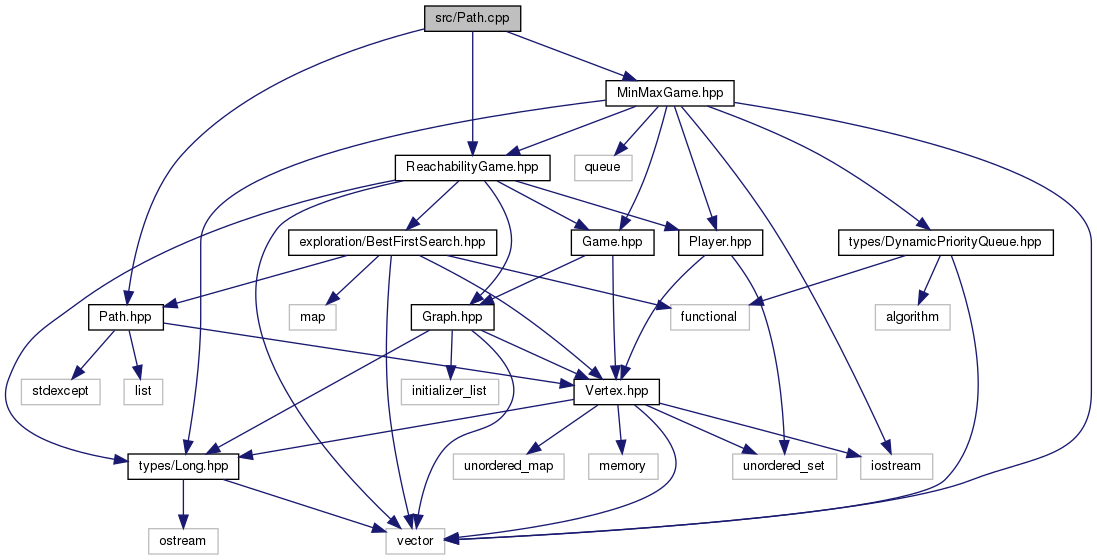 src/Path.cpp
MinMaxGame.hpp
ReachabilityGame.hpp
queue
exploration/BestFirstSearch.hpp
Game.hpp
Player.hpp
types/DynamicPriorityQueue.hpp
Path.hpp
map
Graph.hpp
functional
algorithm
stdexcept
list
initializer_list
Vertex.hpp
types/Long.hpp
unordered_map
memory
unordered_set
iostream
ostream
vector